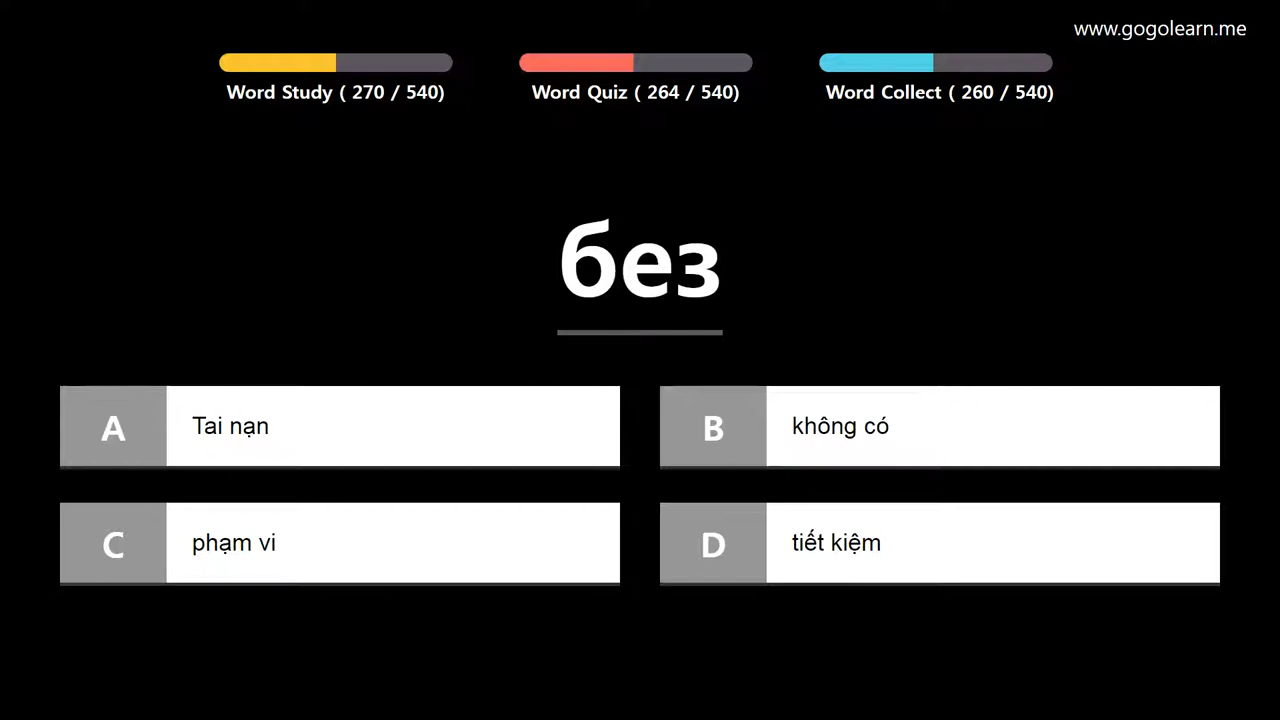 www.gogolearn.me
Word Study ( 270 / 540)
Word Quiz ( 264 / 540)
Word Collect ( 260 / 540)
без
A Tai nạn
B không có
C phạm vi
D tiết kiệm